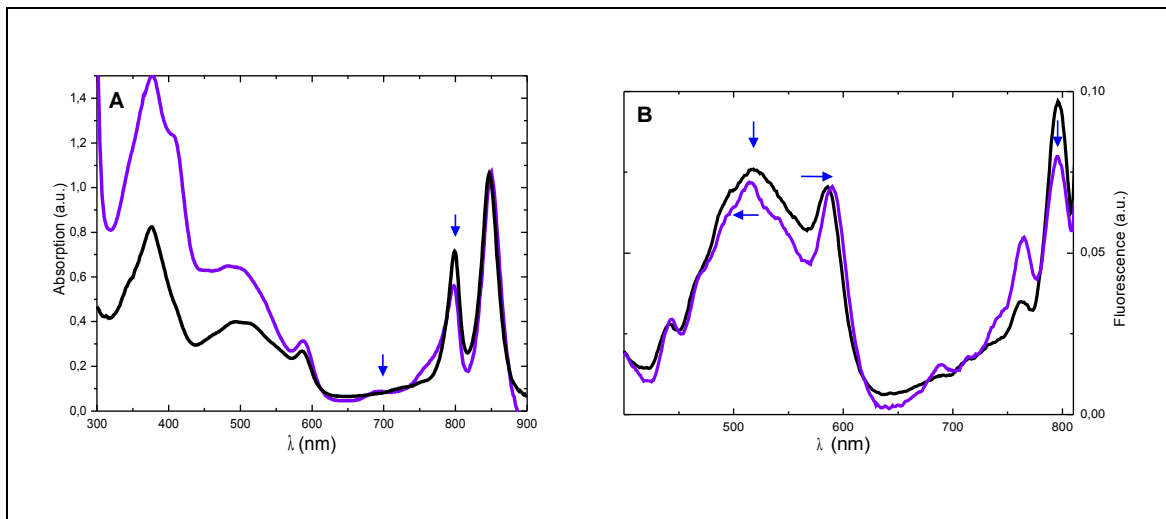 A
Absorption (a.u.)
1,4
1,2
1,0
0,8
0,6
0,4
0,2
0,0
300 400 500 600 700 800 900
λ (nm)
B
0,10
0,05
0,00
Fluorescence (a.u.)
500 600 700 800
λ (nm)